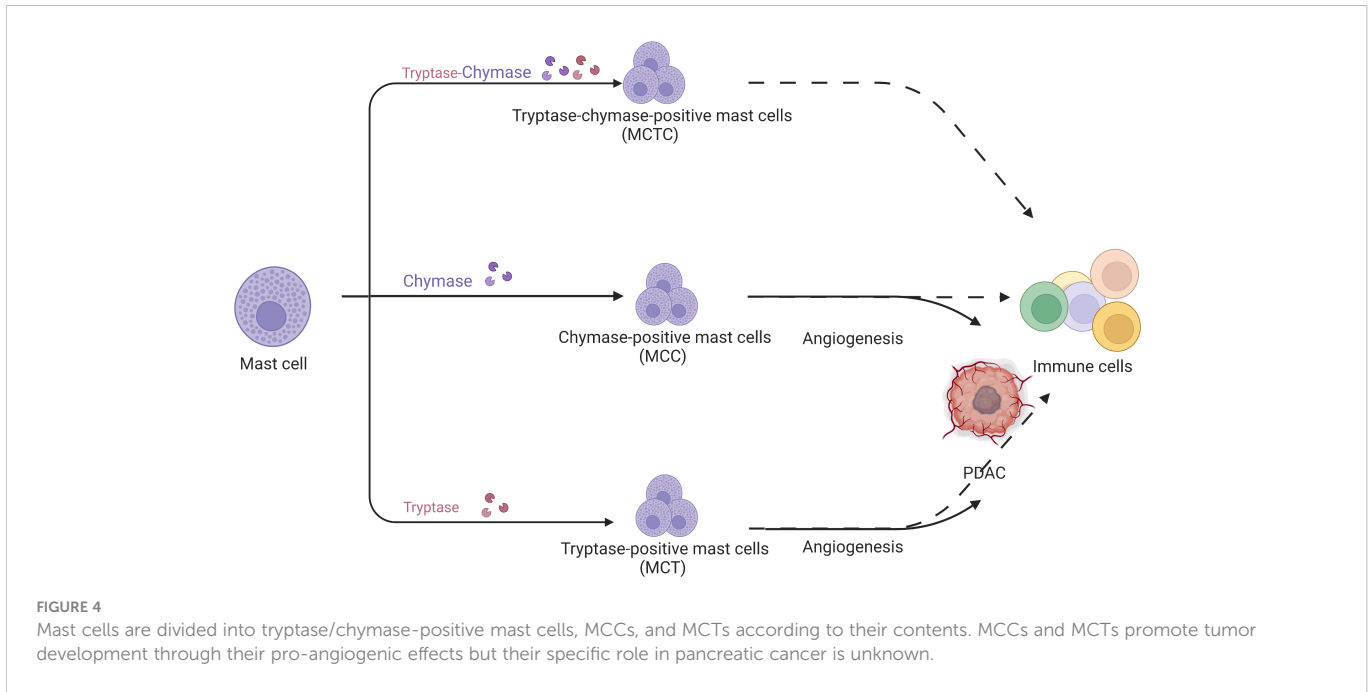 Tryptase-Chymase
Tryptase-chymase-positive mast cells
(MCTC)
Chymase
Mast cell
Chymase-positive mast cells
(MCC)
Angiogenesis
Immune cells
PDAC
Tryptase
Tryptase-positive mast cells
(MCT)
Angiogenesis
FIGURE 4
Mast cells are divided into tryptase/chymase-positive mast cells, MCCs, and MCTs according to their contents. MCCs and MCTs promote tumor
development through their pro-angiogenic effects but their specific role in pancreatic cancer is unknown.